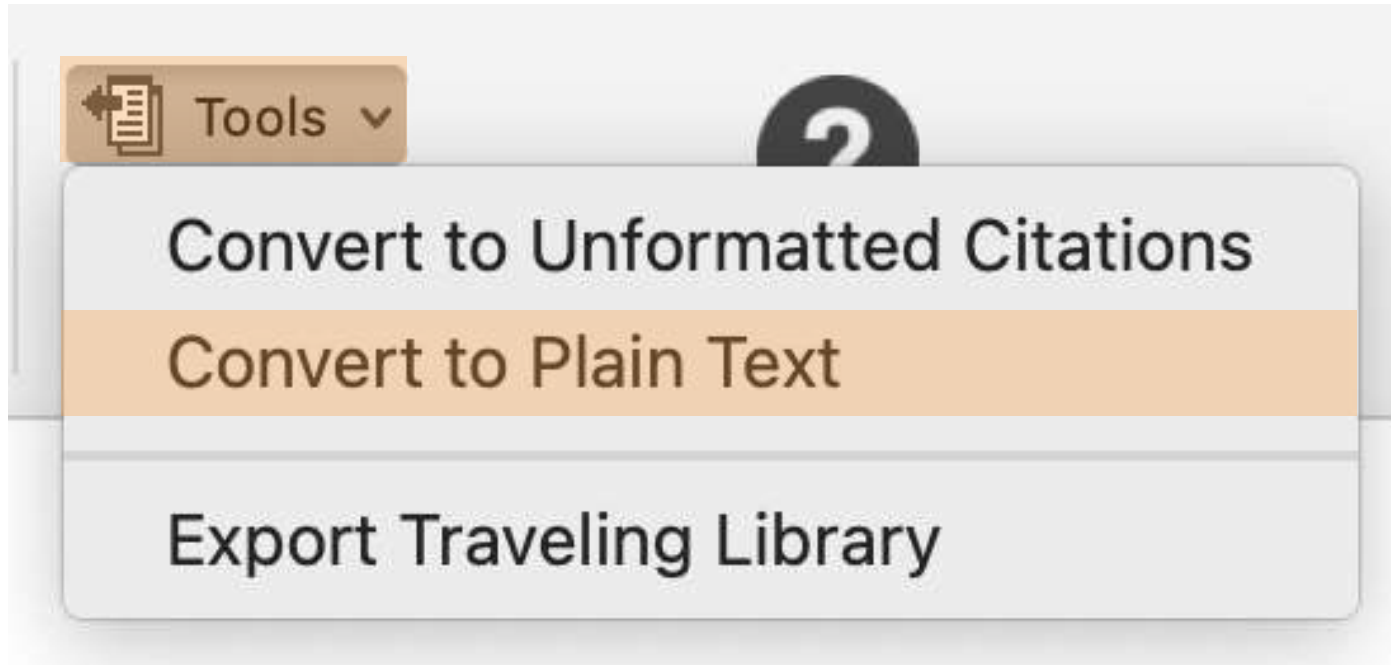 Tools
Convert to Unformatted Citations
Convert to Plain Text
Export Traveling Library